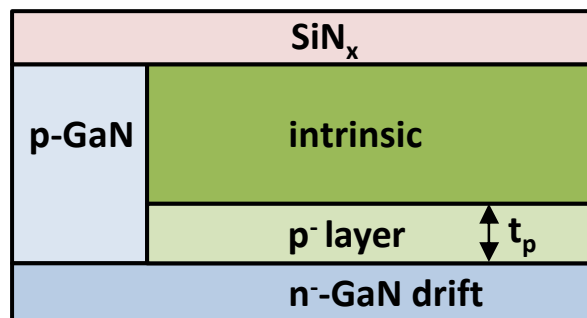 SiNₓ
p-GaN
intrinsic
p⁻ layer
tₚ
n⁻-GaN drift